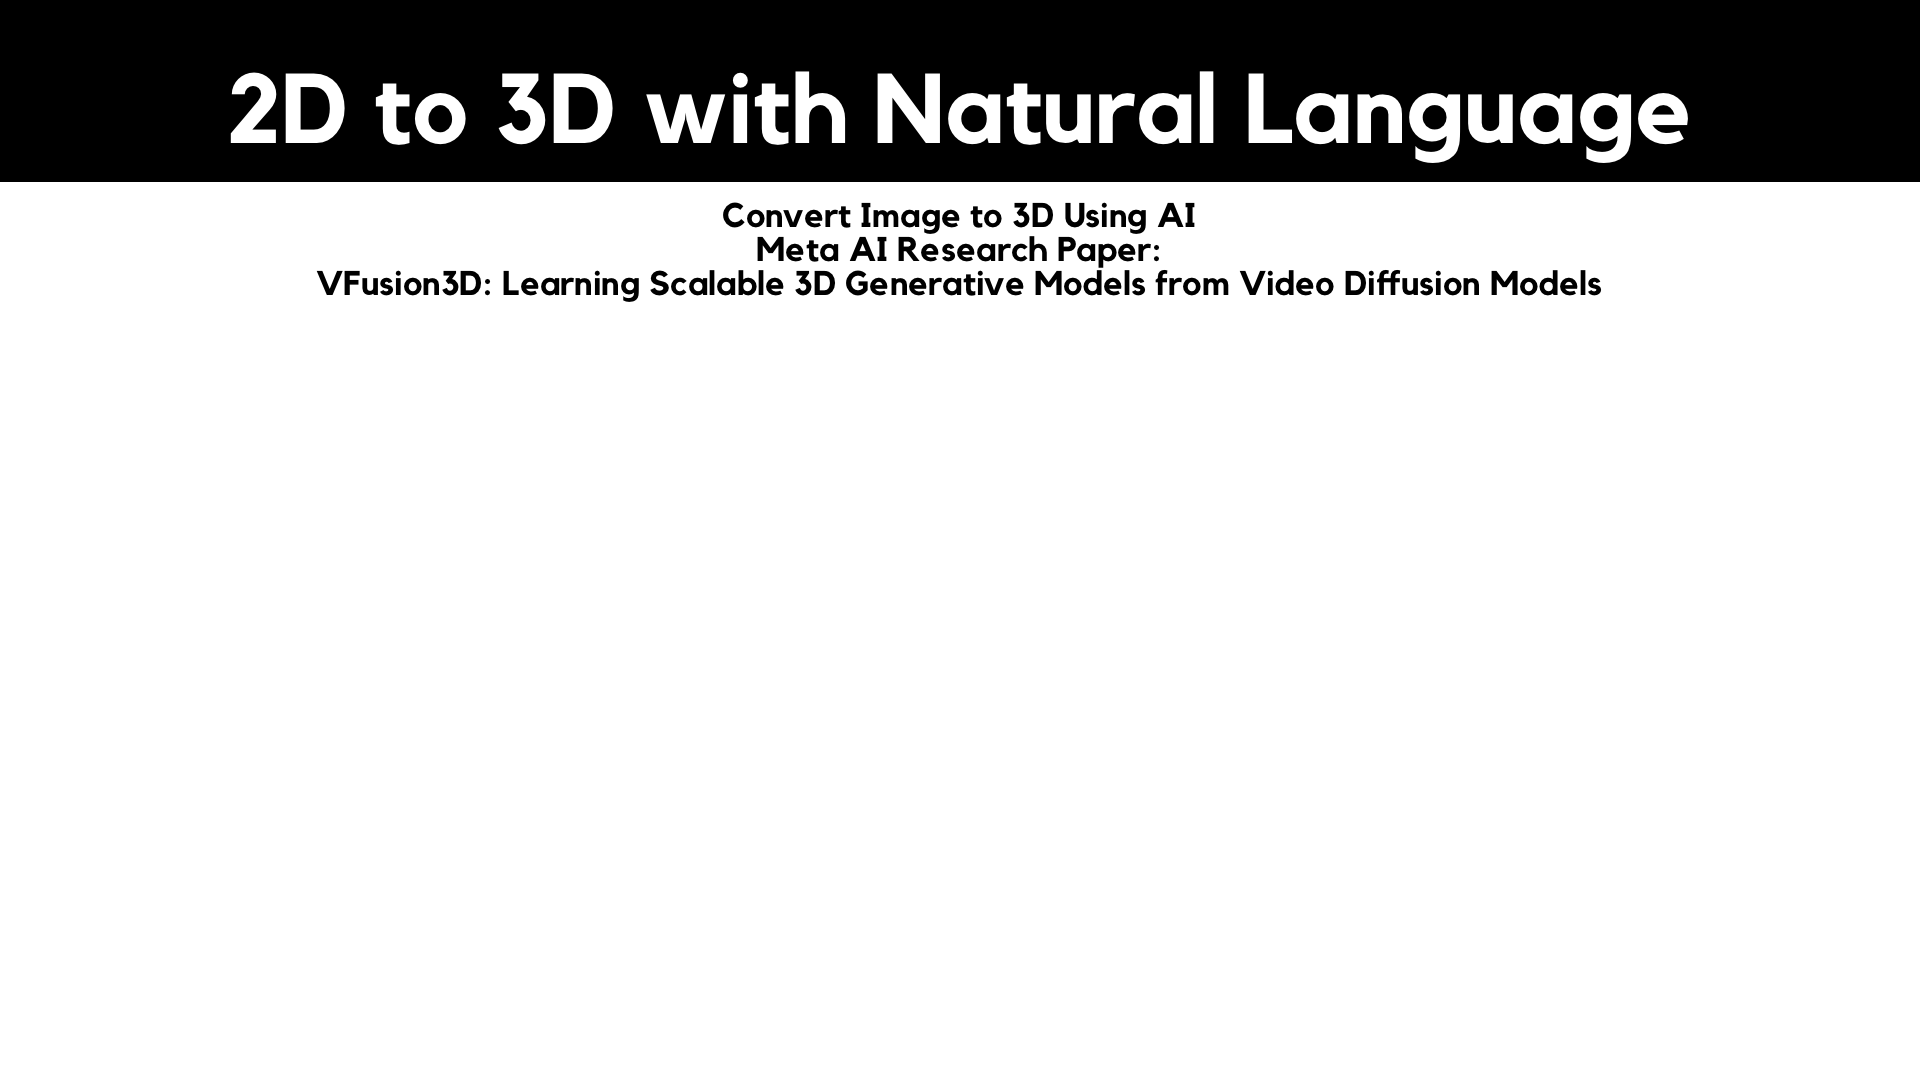 2D to 3D with Natural Language
Convert Image to 3D Using AI
Meta AI Research Paper:
VFusion3D: Learning Scalable 3D Generative Models from Video Diffusion Models